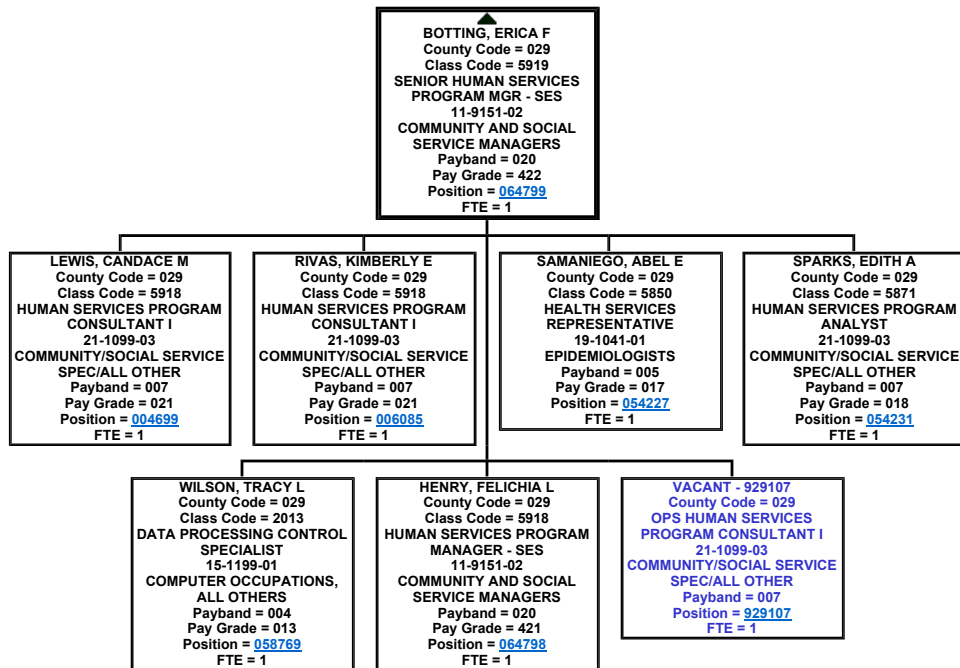 BOTTING, ERICA F
County Code = 029
Class Code = 5919
SENIOR HUMAN SERVICES
PROGRAM MGR - SES
11-9151-02
COMMUNITY AND SOCIAL
SERVICE MANAGERS
Payband = 020
Pay Grade = 422
Position = 064799
FTE = 1
LEWIS, CANDACE M
County Code = 029
Class Code = 5918
HUMAN SERVICES PROGRAM
CONSULTANT I
21-1099-03
COMMUNITY/SOCIAL SERVICE
SPEC/ALL OTHER
Payband = 007
Pay Grade = 021
Position = 004699
FTE = 1
RIVAS, KIMBERLY E
County Code = 029
Class Code = 5918
HUMAN SERVICES PROGRAM
CONSULTANT I
21-1099-03
COMMUNITY/SOCIAL SERVICE
SPEC/ALL OTHER
Payband = 007
Pay Grade = 021
Position = 006085
FTE = 1
SAMANIEGO, ABEL E
County Code = 029
Class Code = 5850
HEALTH SERVICES
REPRESENTATIVE
19-1041-01
EPIDEMIOLOGISTS
Payband = 005
Pay Grade = 017
Position = 054227
FTE = 1
SPARKS, EDITH A
County Code = 029
Class Code = 5871
HUMAN SERVICES PROGRAM
ANALYST
21-1099-03
COMMUNITY/SOCIAL SERVICE
SPEC/ALL OTHER
Payband = 007
Pay Grade = 018
Position = 054231
FTE = 1
WILSON, TRACY L
County Code = 029
Class Code = 2013
DATA PROCESSING CONTROL
SPECIALIST
15-1199-01
COMPUTER OCCUPATIONS,
ALL OTHERS
Payband = 004
Pay Grade = 013
Position = 058769
FTE = 1
HENRY, FELICHIA L
County Code = 029
Class Code = 5918
HUMAN SERVICES PROGRAM
MANAGER - SES
11-9151-02
COMMUNITY AND SOCIAL
SERVICE MANAGERS
Payband = 020
Pay Grade = 421
Position = 064798
FTE = 1
VACANT - 929107
County Code = 029
OPS HUMAN SERVICES
PROGRAM CONSULTANT I
21-1099-03
COMMUNITY/SOCIAL SERVICE
SPEC/ALL OTHER
Payband = 007
Position = 929107
FTE = 1